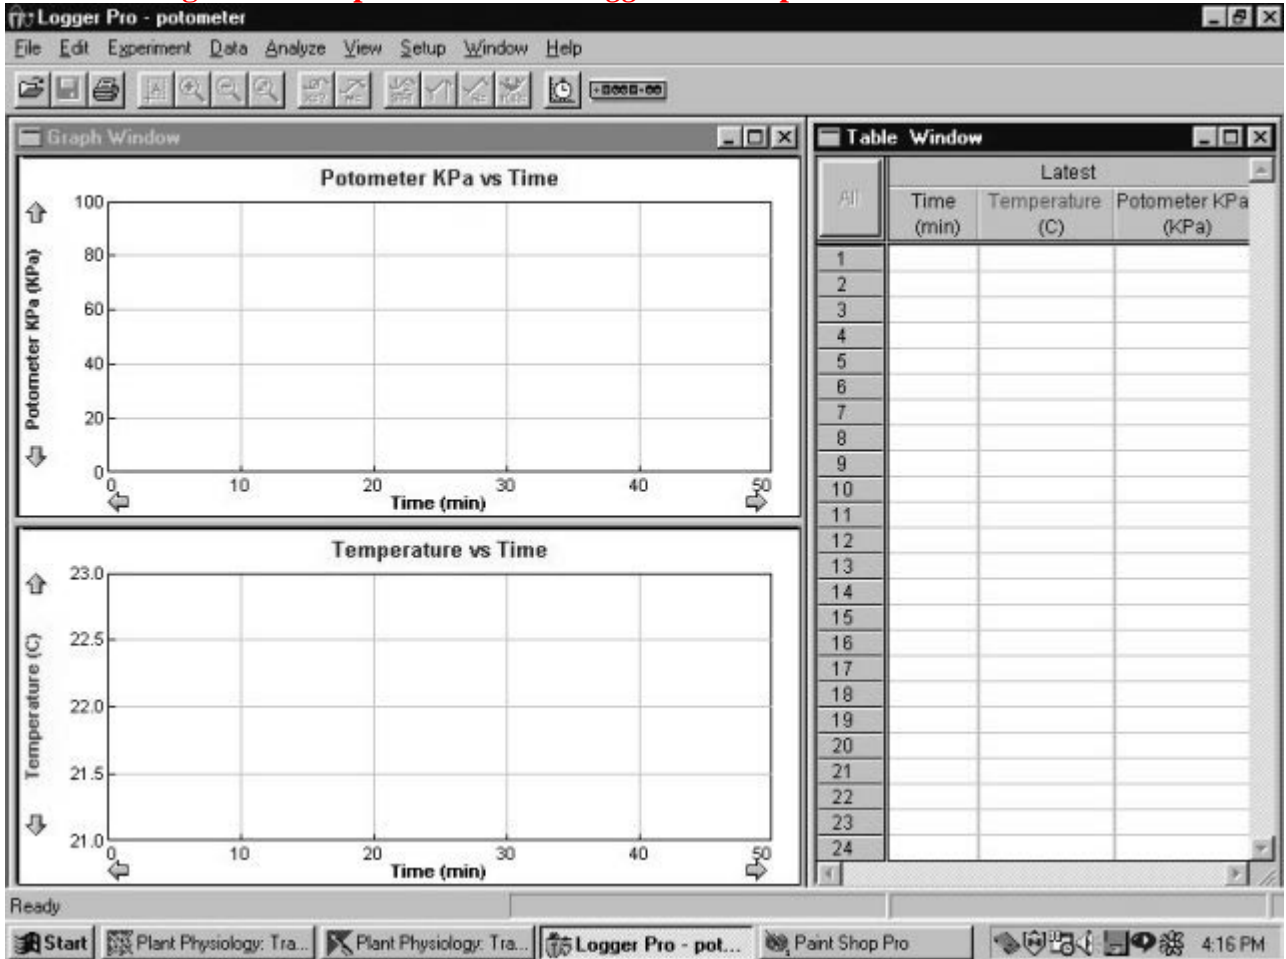 Logger Pro - potometer
File Edit Experiment Data Analyze View Setup Window Help
Graph Window
Potometer KPa vs Time
Potometer KPa (KPa)
100
80
60
40
20
0
0 10 20 30 40 50
Time (min)
Temperature vs Time
Temperature (C)
23.0
22.5
22.0
21.5
21.0
0 10 20 30 40 50
Time (min)
Table Window
All
Latest
Time Temperature Potometer KPa
(min) (C) (KPa)
1
2
3
4
5
6
7
8
9
10
11
12
13
14
15
16
17
18
19
20
21
22
23
24
Ready
Start Plant Physiology: Tra... Plant Physiology: Tra... Logger Pro - pot... Paint Shop Pro 4:16 PM